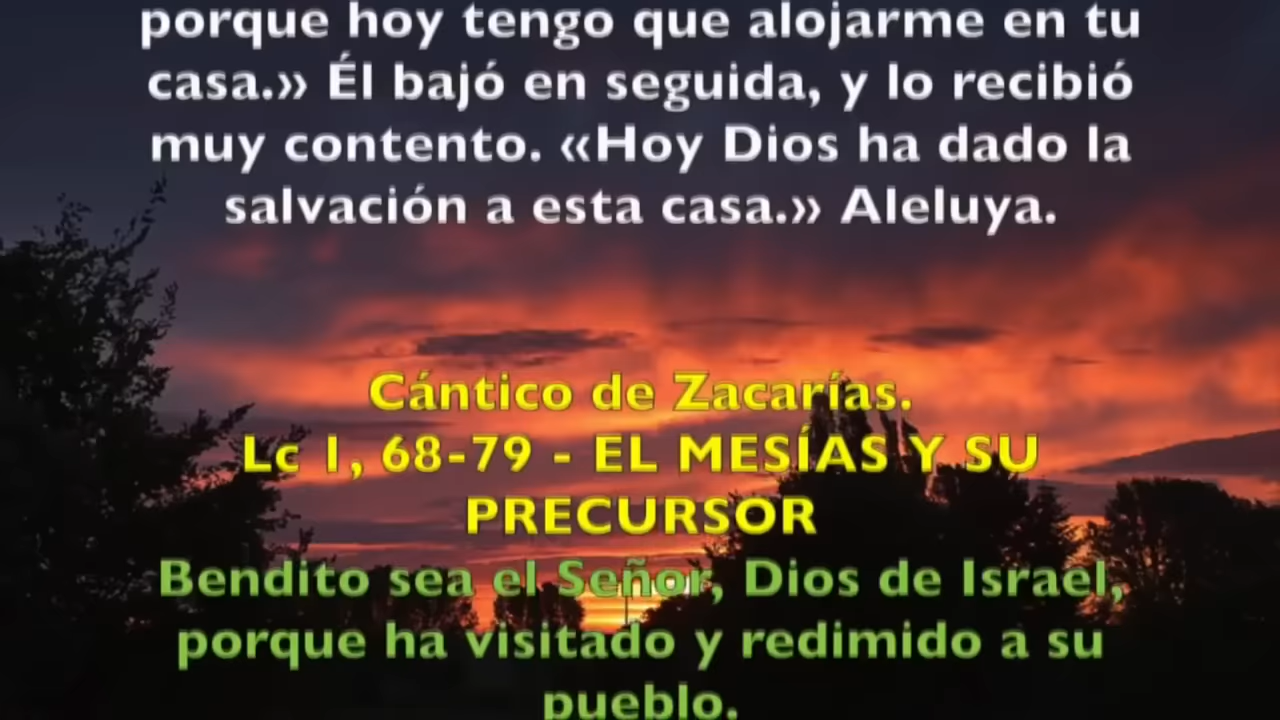 porque hoy tengo que alojarme en tu
casa.» Él bajó en seguida, y lo recibió
muy contento. «Hoy Dios ha dado la
salvación a esta casa.» Aleluya.
Cántico de Zacarías.
Lc 1, 68-79 - EL MESÍAS Y SU
PRECURSOR
Bendito sea el Señor, Dios de Israel,
porque ha visitado y redimido a su
pueblo.